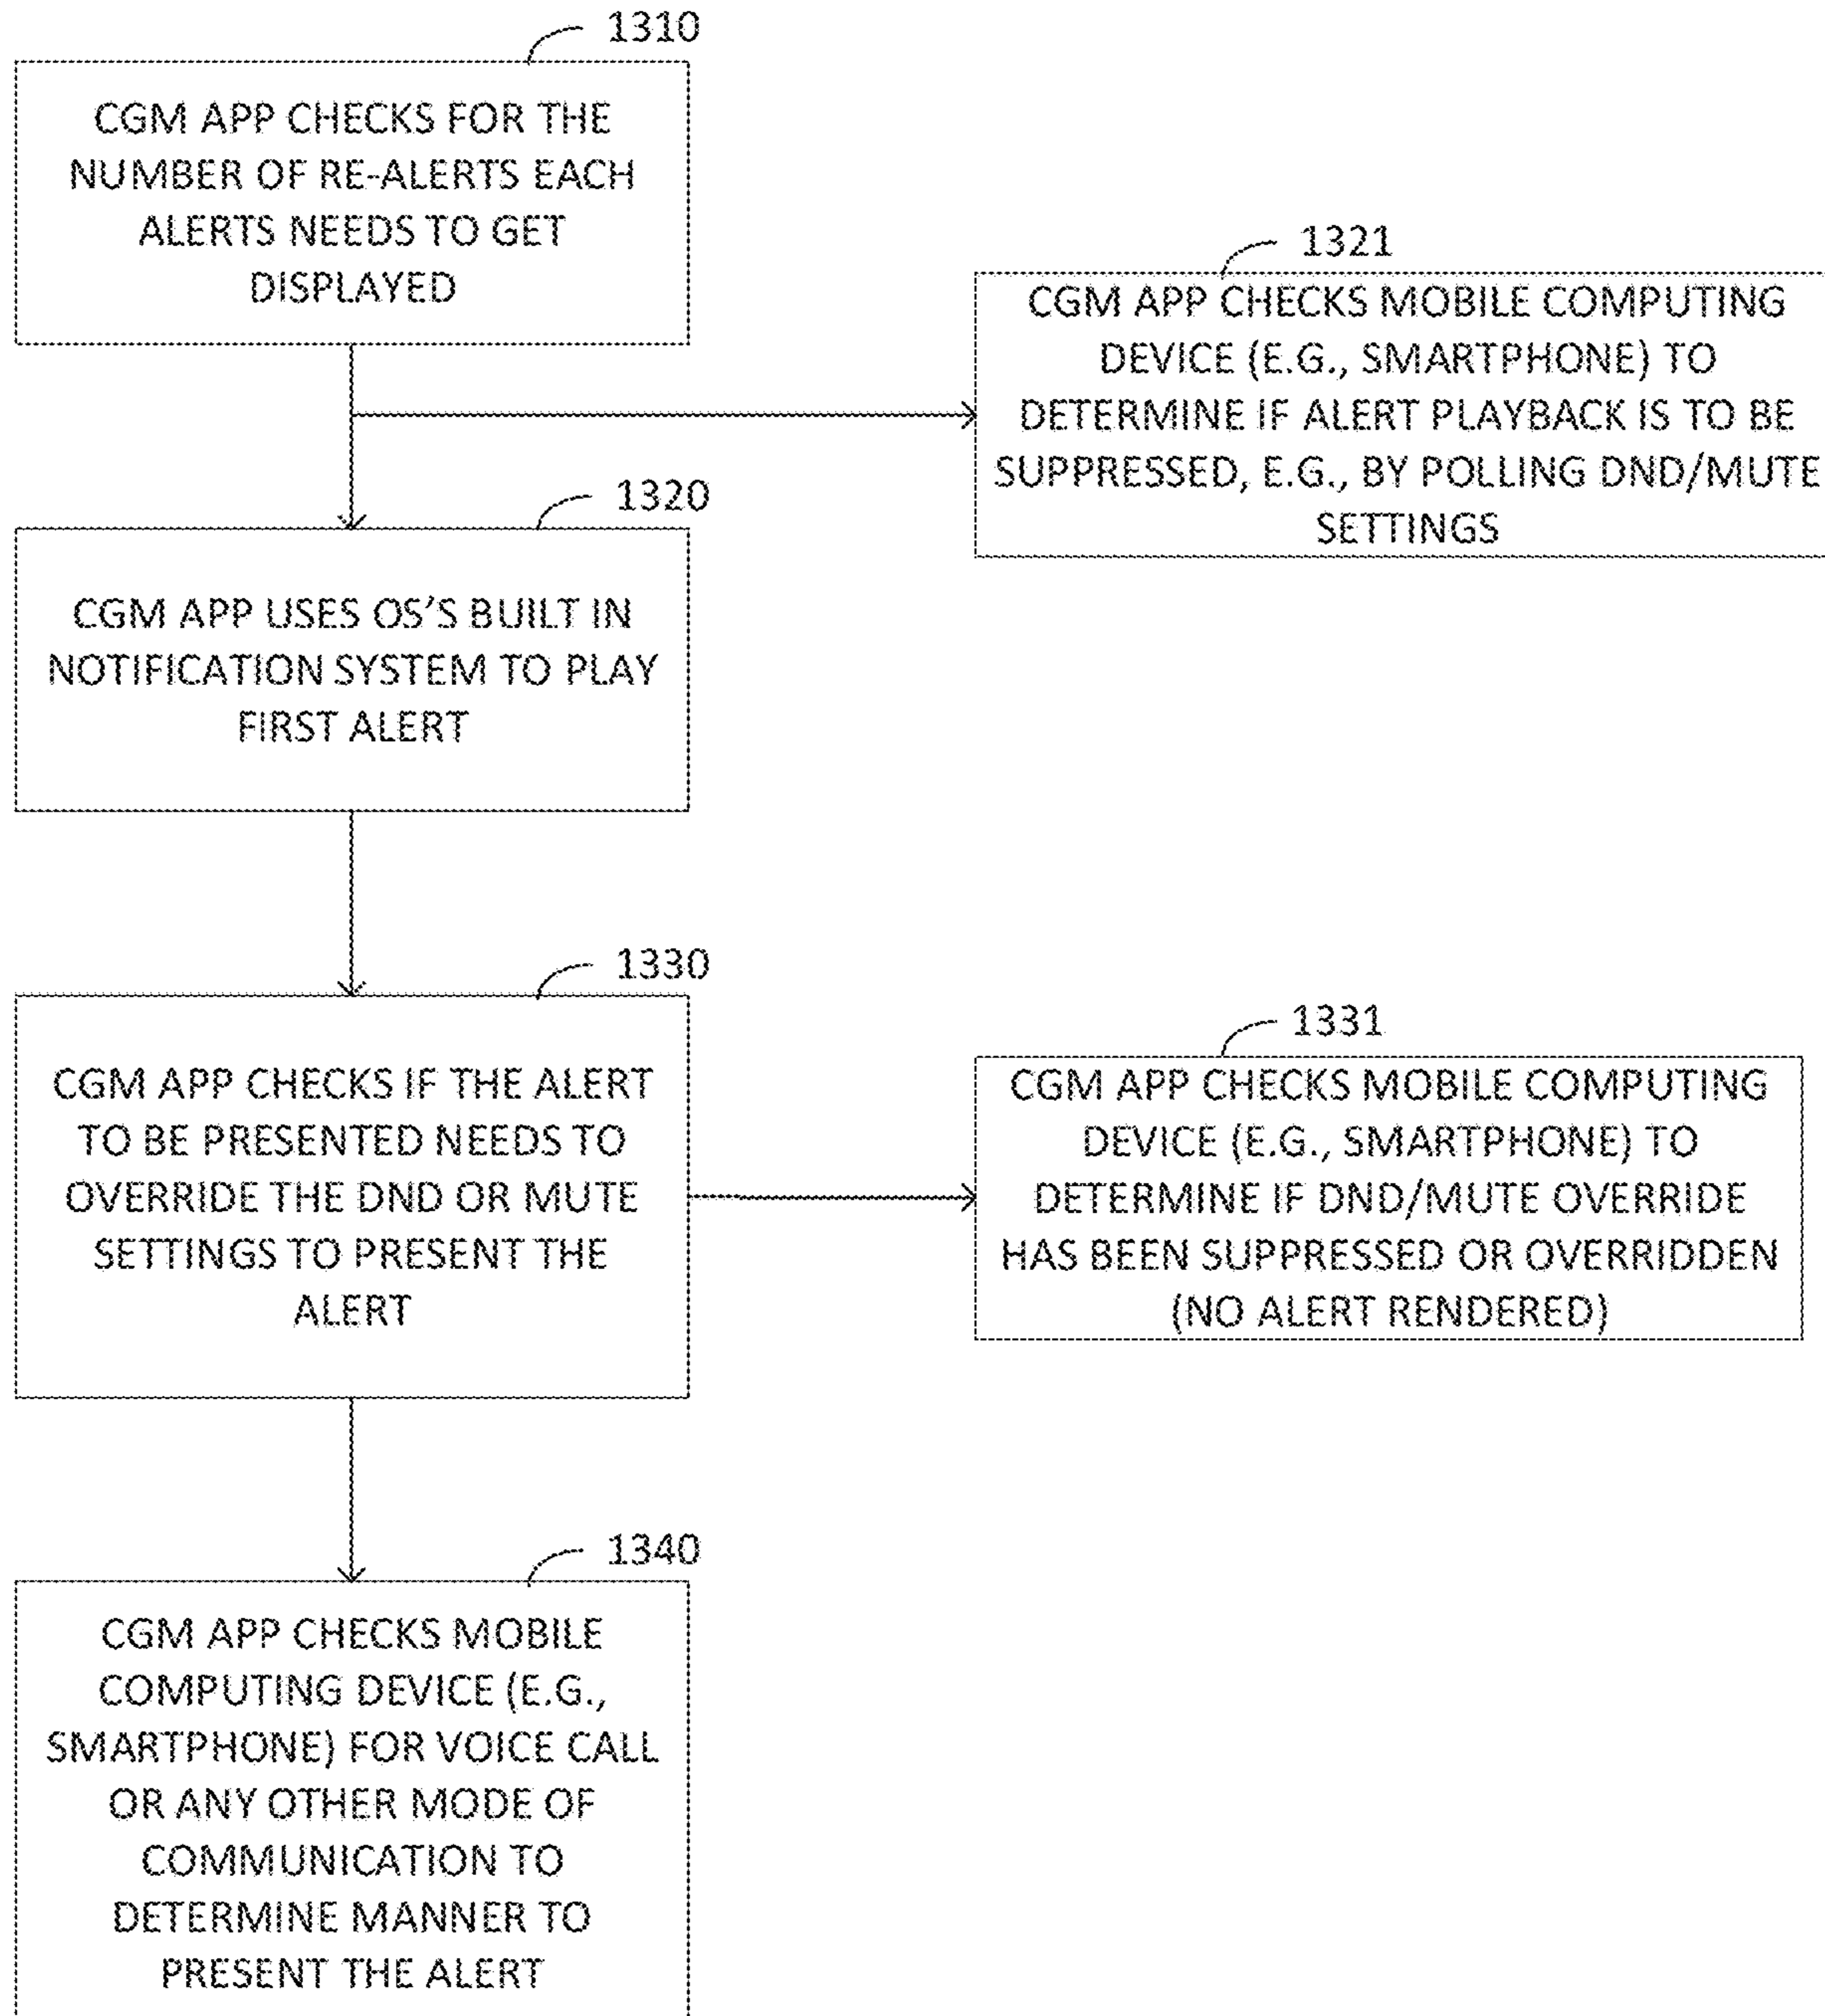 1310
CGM APP CHECKS FOR THE
NUMBER OF RE-ALERTS EACH
ALERTS NEEDS TO GET
DISPLAYED
1321
CGM APP CHECKS MOBILE COMPUTING
DEVICE (E.G., SMARTPHONE) TO
DETERMINE IF ALERT PLAYBACK IS TO BE
SUPPRESSED, E.G., BY POLLING DND/MUTE
SETTINGS
1320
CGM APP USES OS'S BUILT IN
NOTIFICATION SYSTEM TO PLAY
FIRST ALERT
1330
CGM APP CHECKS IF THE ALERT
TO BE PRESENTED NEEDS TO
OVERRIDE THE DND OR MUTE
SETTINGS TO PRESENT THE
ALERT
1331
CGM APP CHECKS MOBILE COMPUTING
DEVICE (E.G., SMARTPHONE) TO
DETERMINE IF DND/MUTE OVERRIDE
HAS BEEN SUPPRESSED OR OVERRIDDEN
(NO ALERT RENDERED)
1340
CGM APP CHECKS MOBILE
COMPUTING DEVICE (E.G.,
SMARTPHONE) FOR VOICE CALL
OR ANY OTHER MODE OF
COMMUNICATION TO
DETERMINE MANNER TO
PRESENT THE ALERT